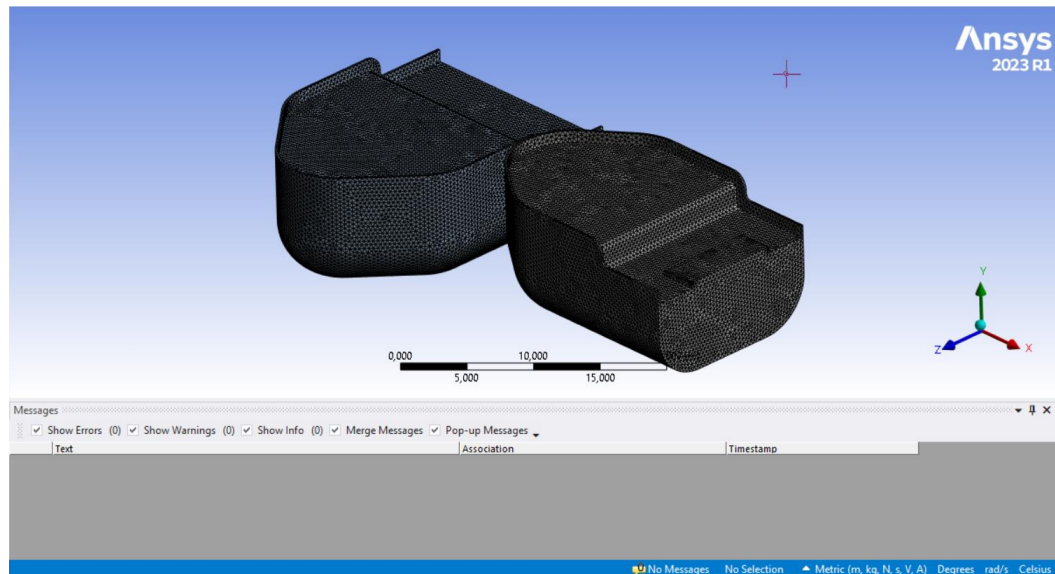 Ansys
2023 R1
Y
Z
X
0,000 10,000
5,000 15,000
Messages
Show Errors (0) Show Warnings (0) Show Info (0) Merge Messages Pop-up Messages
Text Association Timestamp
No Messages No Selection Metric (m, kg, N, s, V, A) Degrees rad/s Celsius